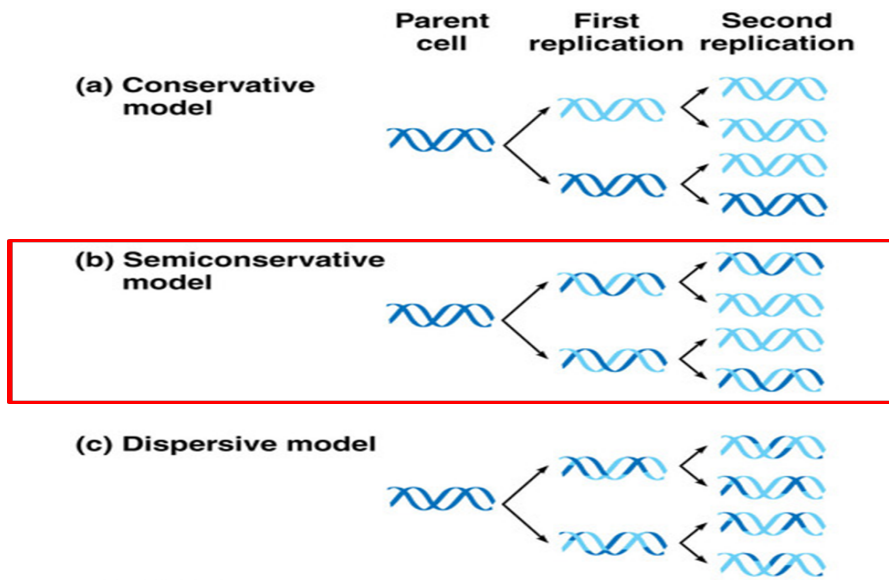 Parent First Second
cell replication replication
(a) Conservative
model
(b) Semiconservative
model
(c) Dispersive model